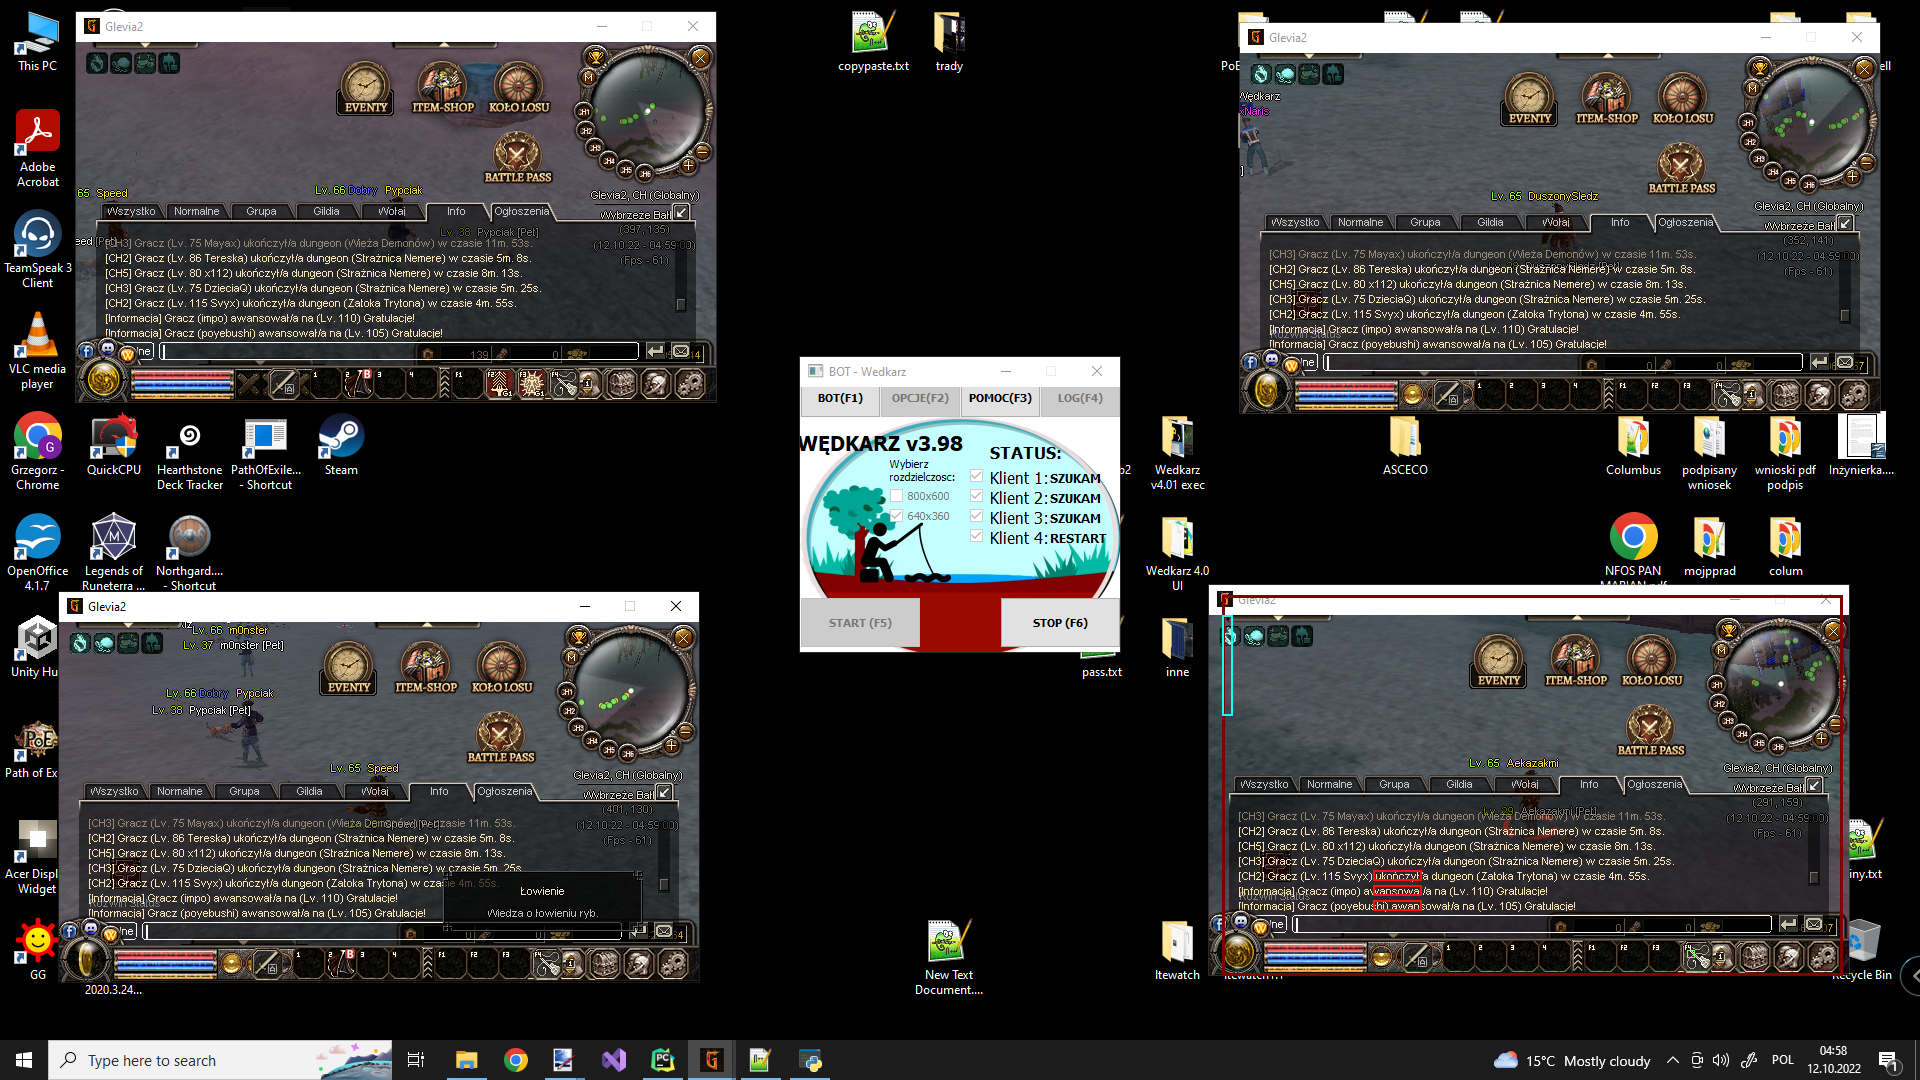 This PC
Adobe
Acrobat
TeamSpeak 3
Client
VLC media
player
Grzegorz -
Chrome
QuickCPU
Hearthstone
Deck Tracker
PathOfExile...
- Shortcut
Steam
OpenOffice
4.1.7
Legends of
Runeterra ...
Northgard....
- Shortcut
Unity Hu
Path of Ex
Acer Displ
Widget
GG
2020.3.24...
Glevia2
EVENTY
ITEM-SHOP
KOŁO LOSU
BATTLE PASS
65 Speed
Lv. 66 Dobry Pypciak
Glevia2, CH (Globalny)
Wszystko Normalne Grupa Gildia Wołaj Info Ogłoszenia
(397, 135)
Lv. 38 Pypciak [Pet]
(12.10.22 - 04:59:00)
(Fps - 61)
[CH3] Gracz (Lv. 75 Mayax) ukończył/a dungeon (Wieża Demonów) w czasie 11m. 53s.
[CH2] Gracz (Lv. 86 Tereska) ukończył/a dungeon (Strażnica Nemere) w czasie 5m. 8s.
[CH5] Gracz (Lv. 80 x112) ukończył/a dungeon (Strażnica Nemere) w czasie 8m. 13s.
[CH3] Gracz (Lv. 75 DzieciaQ) ukończył/a dungeon (Strażnica Nemere) w czasie 5m. 25s.
[CH2] Gracz (Lv. 115 Svyx) ukończył/a dungeon (Zatoka Trytona) w czasie 4m. 55s.
[Informacja] Gracz (impo) awansował/a na (Lv. 110) Gratulacje!
[Informacja] Gracz (poyebushi) awansował/a na (Lv. 105) Gratulacje!
139
0
copypaste.txt
trady
Glevia2
Wędkarz
EVENTY
ITEM-SHOP
KOŁO LOSU
BATTLE PASS
Lv. 65 DuszonySledz
Glevia2, CH (Globalny)
Wszystko Normalne Grupa Gildia Wołaj Info Ogłoszenia
(352, 141)
(12.10.22 - 04:59:00)
(Fps - 61)
[CH3] Gracz (Lv. 75 Mayax) ukończył/a dungeon (Wieża Demonów) w czasie 11m. 53s.
[CH2] Gracz (Lv. 86 Tereska) ukończył/a dungeon (Strażnica Nemere) w czasie 5m. 8s.
[CH5] Gracz (Lv. 80 x112) ukończył/a dungeon (Strażnica Nemere) w czasie 8m. 13s.
[CH3] Gracz (Lv. 75 DzieciaQ) ukończył/a dungeon (Strażnica Nemere) w czasie 5m. 25s.
[CH2] Gracz (Lv. 115 Svyx) ukończył/a dungeon (Zatoka Trytona) w czasie 4m. 55s.
[Informacja] Gracz (impo) awansował/a na (Lv. 110) Gratulacje!
[Informacja] Gracz (poyebushi) awansował/a na (Lv. 105) Gratulacje!
BOT - Wedkarz
BOT(F1) OPCJE(F2) POMOC(F3) LOG(F4)
WĘDKARZ v3.98
Wybierz
rozdzielczosc:
800x600
640x360
STATUS:
Klient 1:SZUKAM
Klient 2:SZUKAM
Klient 3:SZUKAM
Klient 4:RESTART
START (F5)
STOP (F6)
Wędkarz
v4.01 exec
ASCECO
Columbus
podpisany
wniosek
wnioski pdf
podpis
Inżynierka....
Wedkarz 4.0
UI
NFOS PAN
mojpprad
colum
pass.txt
inne
New Text
Document....
Itewatch
Recycle Bin
Glevia2
Lv. 66 m0nster
Lv. 37 m0nster [Pet]
Lv. 66 Dobry Pypciak
Lv. 38 Pypciak [Pet]
EVENTY
ITEM-SHOP
KOŁO LOSU
BATTLE PASS
Lv. 65 Speed
Glevia2, CH (Globalny)
Wszystko Normalne Grupa Gildia Wołaj Info Ogłoszenia
(401, 130)
(12.10.22 - 04:59:00)
(Fps - 61)
[CH3] Gracz (Lv. 75 Mayax) ukończył/a dungeon (Wieża Demonów) w czasie 11m. 53s.
[CH2] Gracz (Lv. 86 Tereska) ukończył/a dungeon (Strażnica Nemere) w czasie 5m. 8s.
[CH5] Gracz (Lv. 80 x112) ukończył/a dungeon (Strażnica Nemere) w czasie 8m. 13s.
[CH3] Gracz (Lv. 75 DzieciaQ) ukończył/a dungeon (Strażnica Nemere) w czasie 5m. 25s.
[CH2] Gracz (Lv. 115 Svyx) ukończył/a dungeon (Zatoka Trytona) w czasie 4m. 55s.
[Informacja] Gracz (impo) awansował/a na (Lv. 110) Gratulacje!
[Informacja] Gracz (poyebushi) awansował/a na (Lv. 105) Gratulacje!
Łowienie
Wiedza o łowieniu ryb.
Glevia2
EVENTY
ITEM-SHOP
KOŁO LOSU
BATTLE PASS
Lv. 65 Aekazakmi
Glevia2, CH (Globalny)
Wszystko Normalne Grupa Gildia Wołaj Info Ogłoszenia
(291, 159)
Lv. 29 Aekazakmi [Pet]
(12.10.22 - 04:59:00)
(Fps - 61)
[CH3] Gracz (Lv. 75 Mayax) ukończył/a dungeon (Wieża Demonów) w czasie 11m. 53s.
[CH2] Gracz (Lv. 86 Tereska) ukończył/a dungeon (Strażnica Nemere) w czasie 5m. 8s.
[CH5] Gracz (Lv. 80 x112) ukończył/a dungeon (Strażnica Nemere) w czasie 8m. 13s.
[CH3] Gracz (Lv. 75 DzieciaQ) ukończył/a dungeon (Strażnica Nemere) w czasie 5m. 25s.
[CH2] Gracz (Lv. 115 Svyx) ukończył/a dungeon (Zatoka Trytona) w czasie 4m. 55s.
[Informacja] Gracz (impo) awansował/a na (Lv. 110) Gratulacje!
[Informacja] Gracz (poyebushi) awansował/a na (Lv. 105) Gratulacje!
Type here to search
15°C Mostly cloudy
POL
04:58
12.10.2022